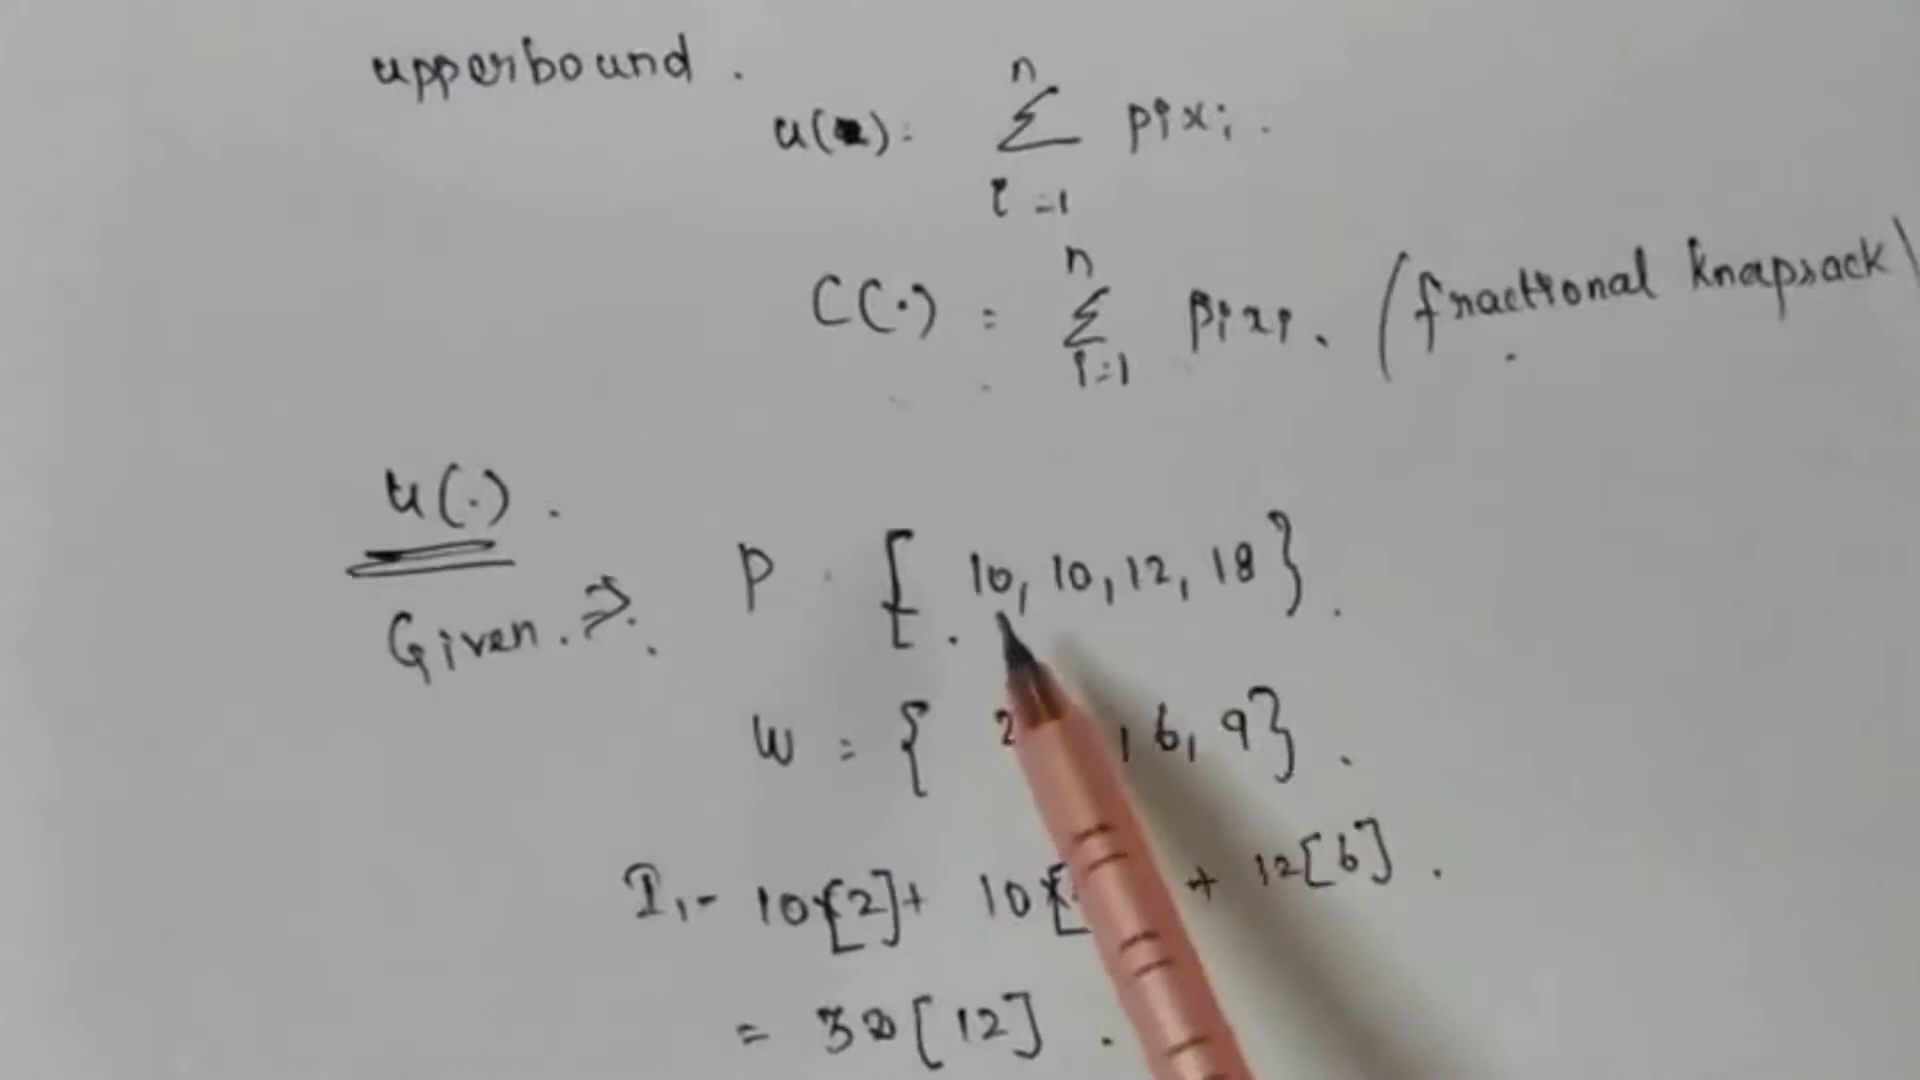 upperbound.
n
u( ) = Σ pixi.
i=1
n
C(·) = Σ pixi. (fractional knapsack)
i=1
u(·).
Given. ⇒. P {10, 10, 12, 18}.
W = {2 , 6, 9}.
I1 - 10[2] + 10[ + 12[6].
= 32[12].